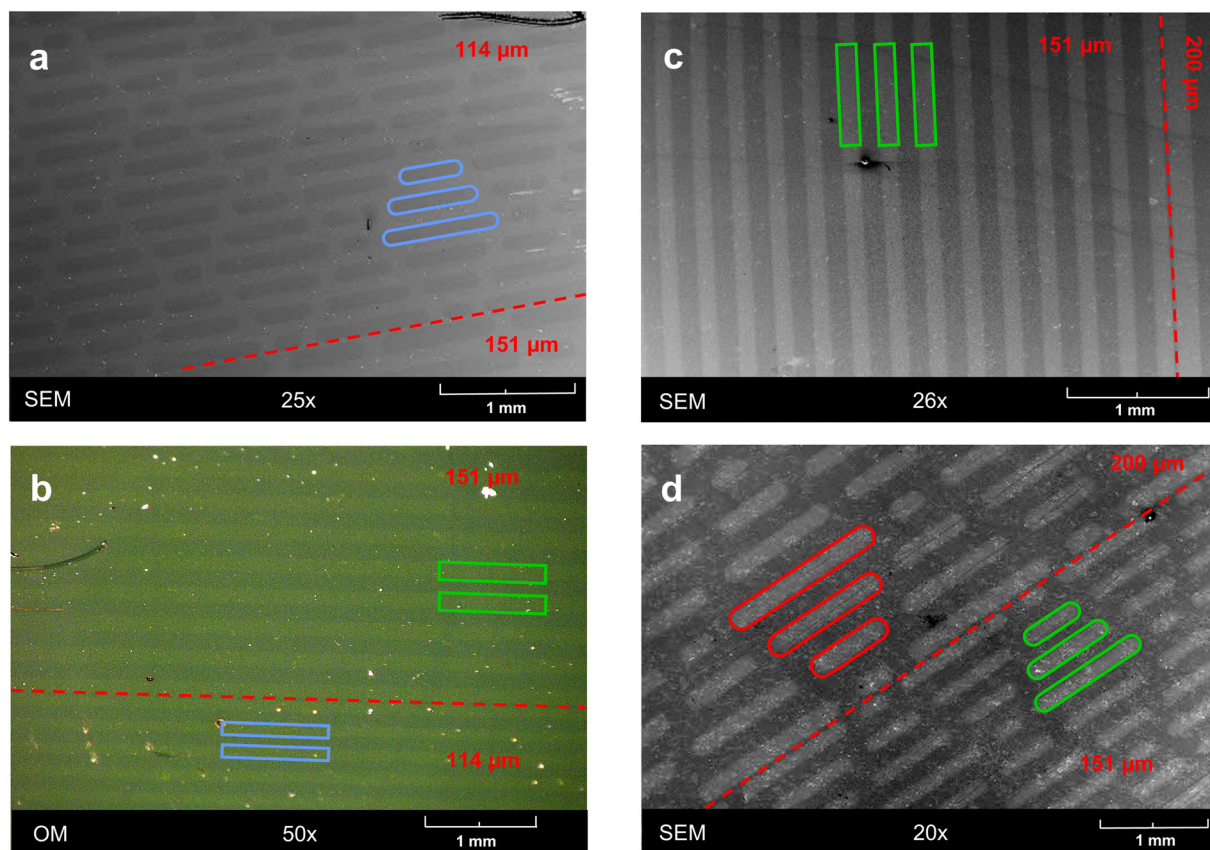 a
114 µm
151 µm
SEM
25x
1 mm
c
151 µm
200 µm
SEM
26x
1 mm
b
151 µm
114 µm
OM
50x
1 mm
d
200 µm
151 µm
SEM
20x
1 mm